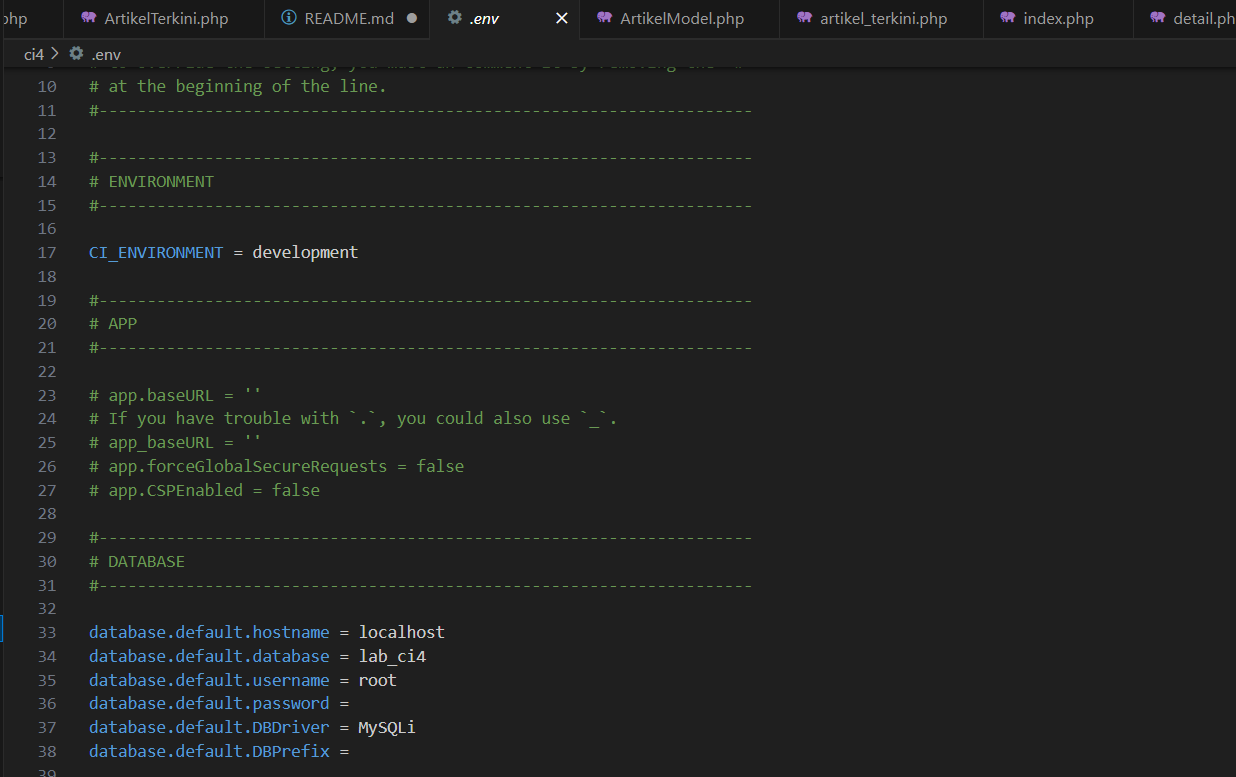 php
ArtikelTerkini.php
README.md
.env
ArtikelModel.php
artikel_terkini.php
index.php
detail.ph
ci4 > .env
10 # at the beginning of the line.
11 #--------------------------------------------------------------------
12
13 #--------------------------------------------------------------------
14 # ENVIRONMENT
15 #--------------------------------------------------------------------
16
17 CI_ENVIRONMENT = development
18
19 #--------------------------------------------------------------------
20 # APP
21 #--------------------------------------------------------------------
22
23 # app.baseURL = ''
24 # If you have trouble with `.`, you could also use `_`.
25 # app_baseURL = ''
26 # app.forceGlobalSecureRequests = false
27 # app.CSPEnabled = false
28
29 #--------------------------------------------------------------------
30 # DATABASE
31 #--------------------------------------------------------------------
32
33 database.default.hostname = localhost
34 database.default.database = lab_ci4
35 database.default.username = root
36 database.default.password =
37 database.default.DBDriver = MySQLi
38 database.default.DBPrefix =
39